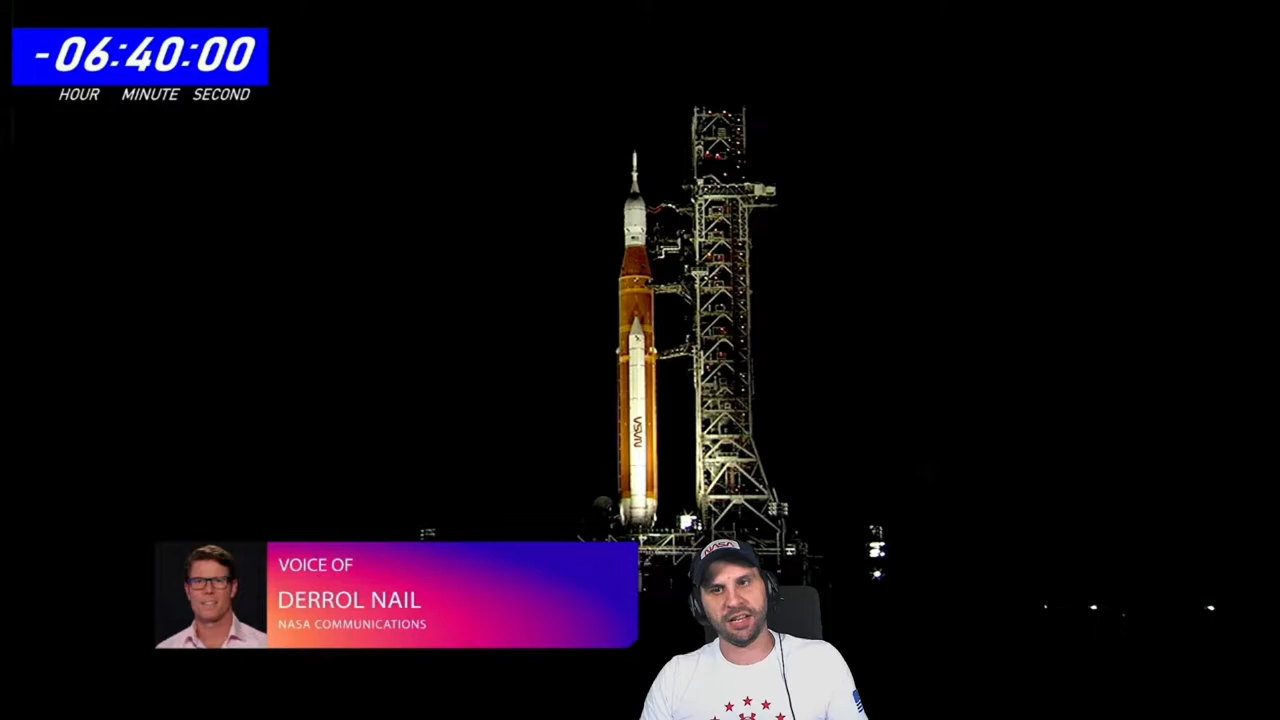 -06:40:00
HOUR MINUTE SECOND
NASA
VOICE OF
DERROL NAIL
NASA COMMUNICATIONS
NASA